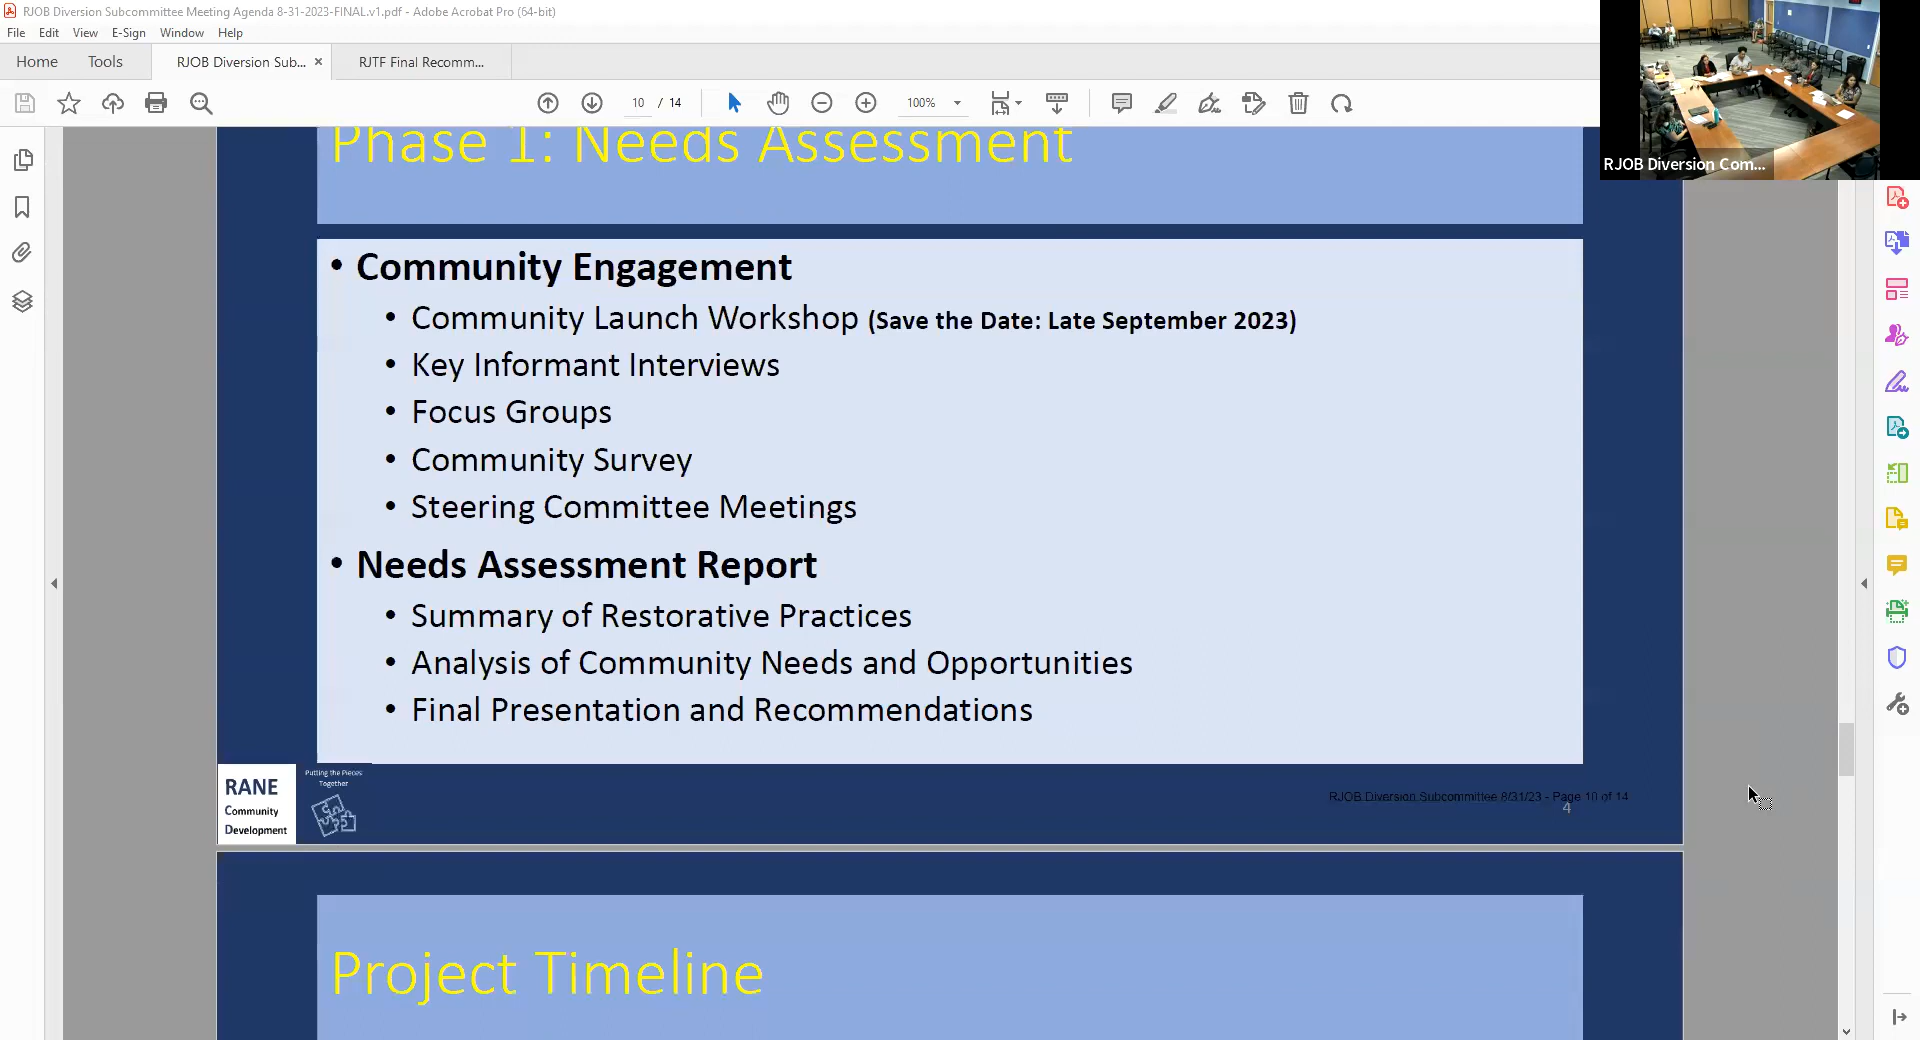 RJOB Diversion Subcommittee Meeting Agenda 8-31-2023-FINAL.v1.pdf - Adobe Acrobat Pro (64-bit)
File Edit View E-Sign Window Help
Home Tools RJOB Diversion Sub... × RJTF Final Recomm...
10 / 14 100%
RJOB Diversion Com...
Phase 1: Needs Assessment
• Community Engagement
• Community Launch Workshop (Save the Date: Late September 2023)
• Key Informant Interviews
• Focus Groups
• Community Survey
• Steering Committee Meetings
• Needs Assessment Report
• Summary of Restorative Practices
• Analysis of Community Needs and Opportunities
• Final Presentation and Recommendations
RANE
Community
Development
Putting the Pieces
Together
RJOB Diversion Subcommittee 8/31/23 - Page 10 of 14
4
Project Timeline